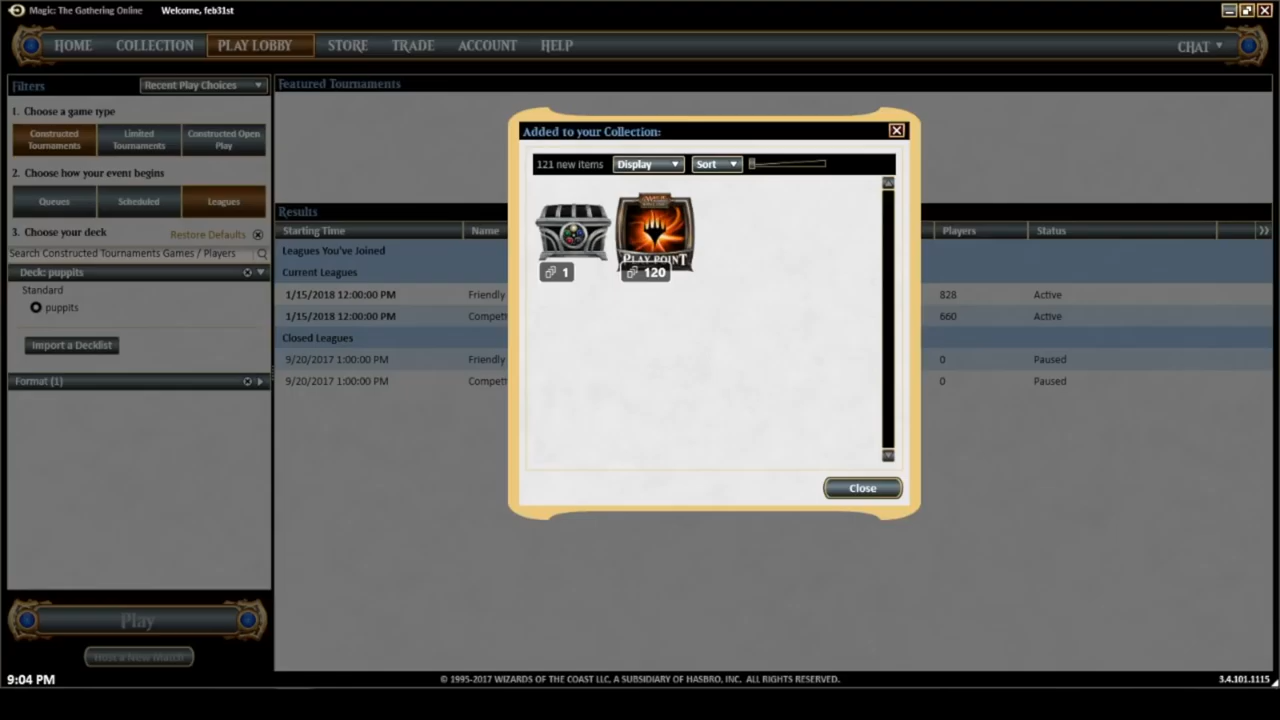 Magic: The Gathering Online Welcome, feb31st
HOME COLLECTION PLAY LOBBY STORE TRADE ACCOUNT HELP CHAT
Filters Recent Play Choices
1. Choose a game type
Constructed Tournaments
Limited Tournaments
Constructed Open Play
2. Choose how your event begins
Queues Scheduled Leagues
3. Choose your deck Restore Defaults
Search Constructed Tournaments Games / Players
Deck: puppits
Standard
puppits
Import a Decklist
Format (1)
Play
Host a New Match
9:04 PM
Featured Tournaments
Results
Starting Time Name Players Status
Leagues You've Joined
Current Leagues
1/15/2018 12:00:00 PM Friendly 828 Active
1/15/2018 12:00:00 PM Compet 660 Active
Closed Leagues
9/20/2017 1:00:00 PM Friendly 0 Paused
9/20/2017 1:00:00 PM Compet 0 Paused
Added to your Collection:
121 new items Display Sort
PLAY POINT
1 120
Close
© 1995-2017 WIZARDS OF THE COAST LLC, A SUBSIDIARY OF HASBRO, INC. ALL RIGHTS RESERVED.
3.4.101.1115